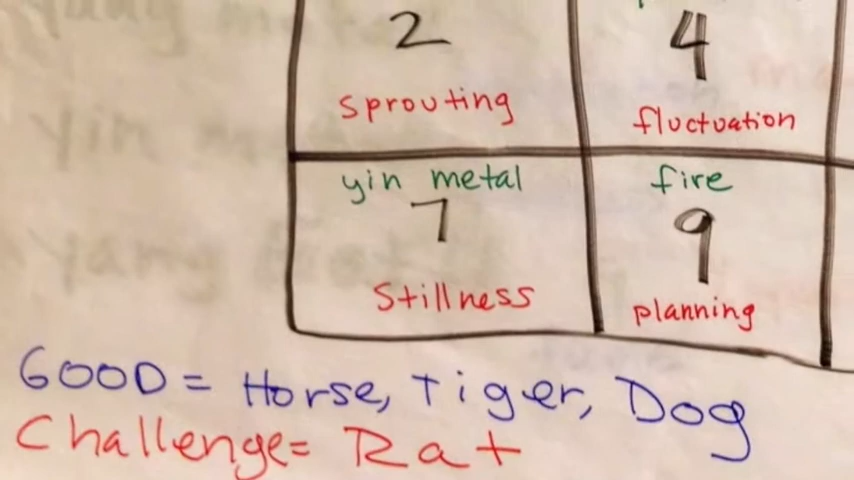 2 4
sprouting fluctuation
yin metal fire
7 9
Stillness planning
GOOD = Horse, Tiger, Dog
Challenge = Rat